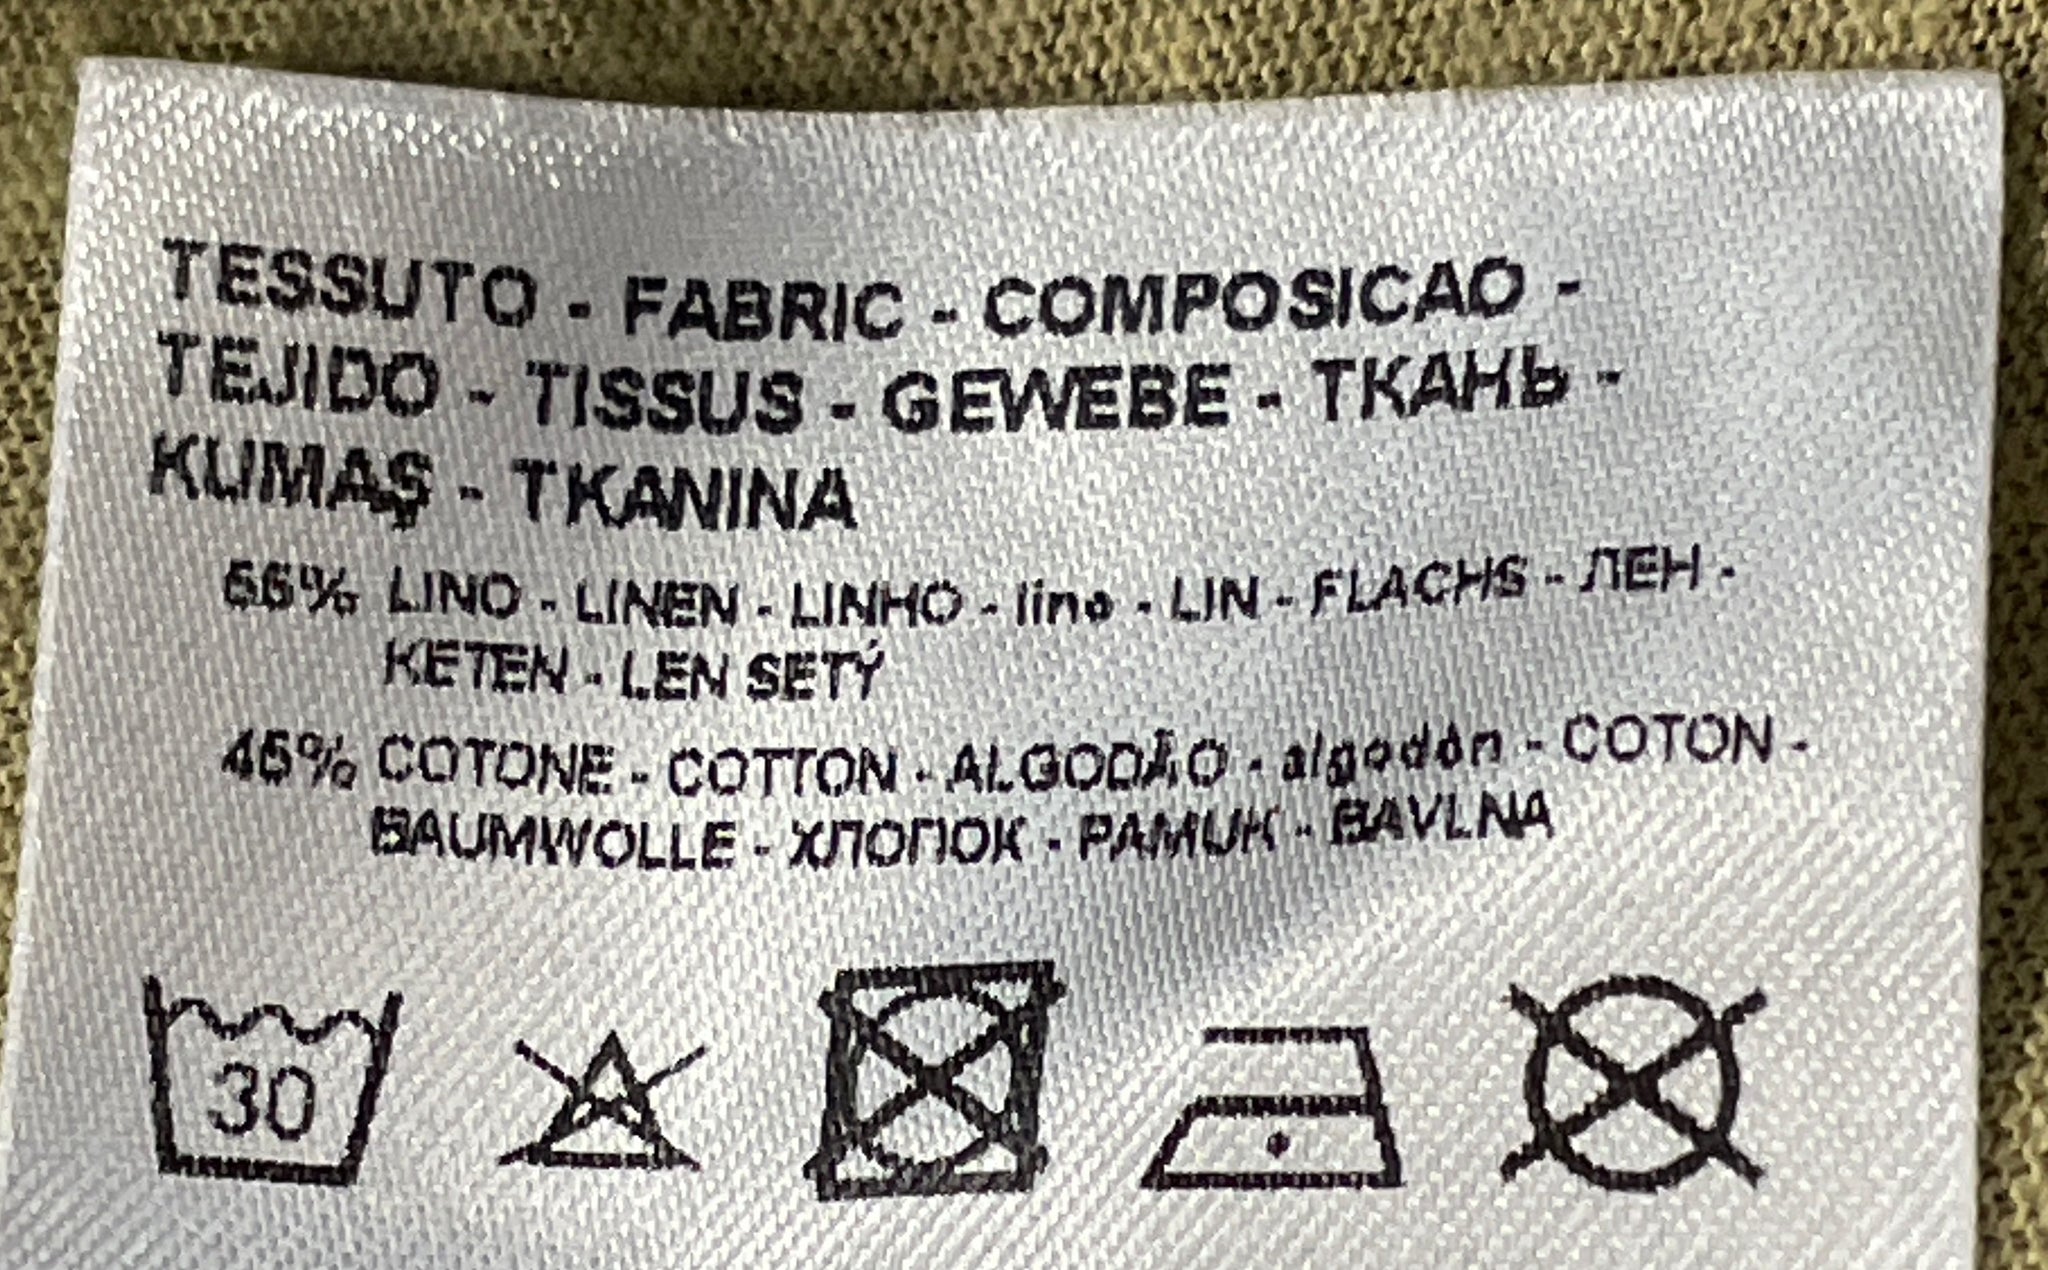 TESSUTO - FABRIC - COMPOSICAO -
TEJIDO - TISSUS - GEWEBE - ТКАНЬ -
KUMAŞ - TKANINA
55% LINO - LINEN - LINHO - lino - LIN - FLACHS - ЛЕН -
KETEN - LEN SETÝ
45% COTONE - COTTON - ALGODÃO - algodón - COTON -
BAUMWOLLE - ХЛОПОК - PAMUK - BAVLNA
30